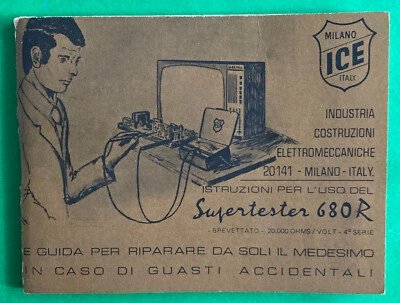 MILANO
ICE
ITALY
INDUSTRIA
COSTRUZIONI
ELETTROMECCANICHE
20141 - MILANO - ITALY.
ISTRUZIONI PER L'USO DEL
Supertester 680R
- BREVETTATO - 20.000 OHMS / VOLT - 4ª SERIE
E GUIDA PER RIPARARE DA SOLI IL MEDESIMO
IN CASO DI GUASTI ACCIDENTALI